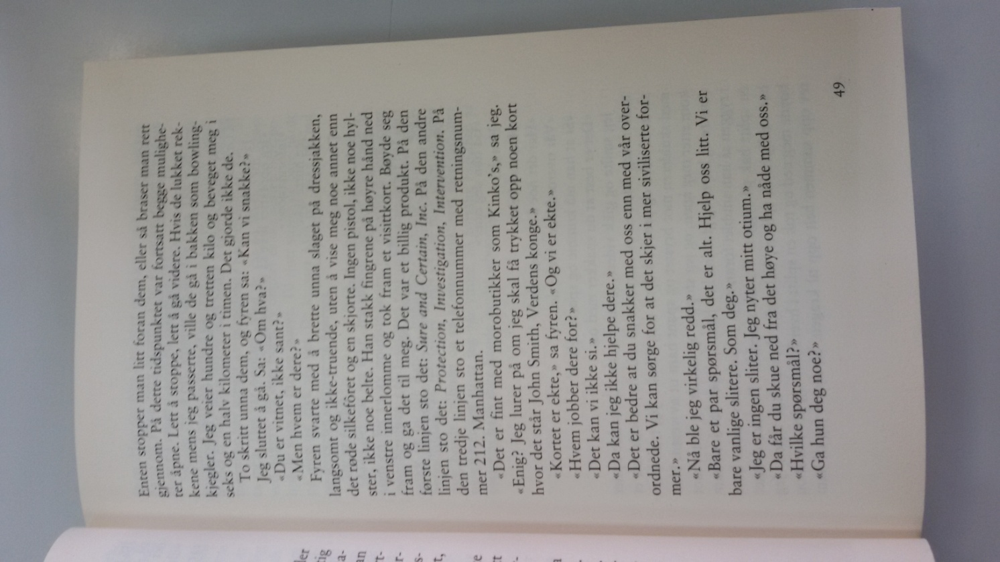 Enten stopper man litt foran dem, eller så braser man rett
gjennom. På dette tidspunktet var fortsatt begge mulighe-
ter åpne. Lett å stoppe, lett å gå videre. Hvis de lukket rek-
kene mens jeg passerte, ville de gå i bakken som bowling-
kjegler. Jeg veier hundre og tretten kilo og beveget meg i
seks og en halv kilometer i timen. Det gjorde ikke de.
To skritt unna dem, og fyren sa: «Kan vi snakke?»
Jeg sluttet å gå. Sa: «Om hva?»
«Du er vitnet, ikke sant?»
«Men hvem er dere?»
Fyren svarte med å brette unna slaget på dressjakken,
langsomt og ikke-truende, uten å vise meg noe annet enn
det røde silkefôret og en skjorte. Ingen pistol, ikke noe hyl-
ster, ikke noe belte. Han stakk fingrene på høyre hånd ned
i venstre innerlomme og tok fram et visittkort. Bøyde seg
fram og ga det til meg. Det var et billig produkt. På den
første linjen sto det: Sure and Certain, Inc. På den andre
linjen sto det: Protection, Investigation, Intervention. På
den tredje linjen sto et telefonnummer med retningsnum-
mer 212. Manhattan.
«Det er fint med morobutikker som Kinko's,» sa jeg.
«Enig? Jeg lurer på om jeg skal få trykket opp noen kort
hvor det står John Smith, Verdens konge.»
«Kortet er ekte,» sa fyren. «Og vi er ekte.»
«Hvem jobber dere for?»
«Det kan vi ikke si.»
«Da kan jeg ikke hjelpe dere.»
«Det er bedre at du snakker med oss enn med vår over-
ordnede. Vi kan sørge for at det skjer i mer siviliserte for-
mer.»
«Nå ble jeg virkelig redd.»
«Bare et par spørsmål, det er alt. Hjelp oss litt. Vi er
bare vanlige slitere. Som deg.»
«Jeg er ingen sliter. Jeg nyter mitt otium.»
«Da får du skue ned fra det høye og ha nåde med oss.»
«Hvilke spørsmål?»
«Ga hun deg noe?»
49